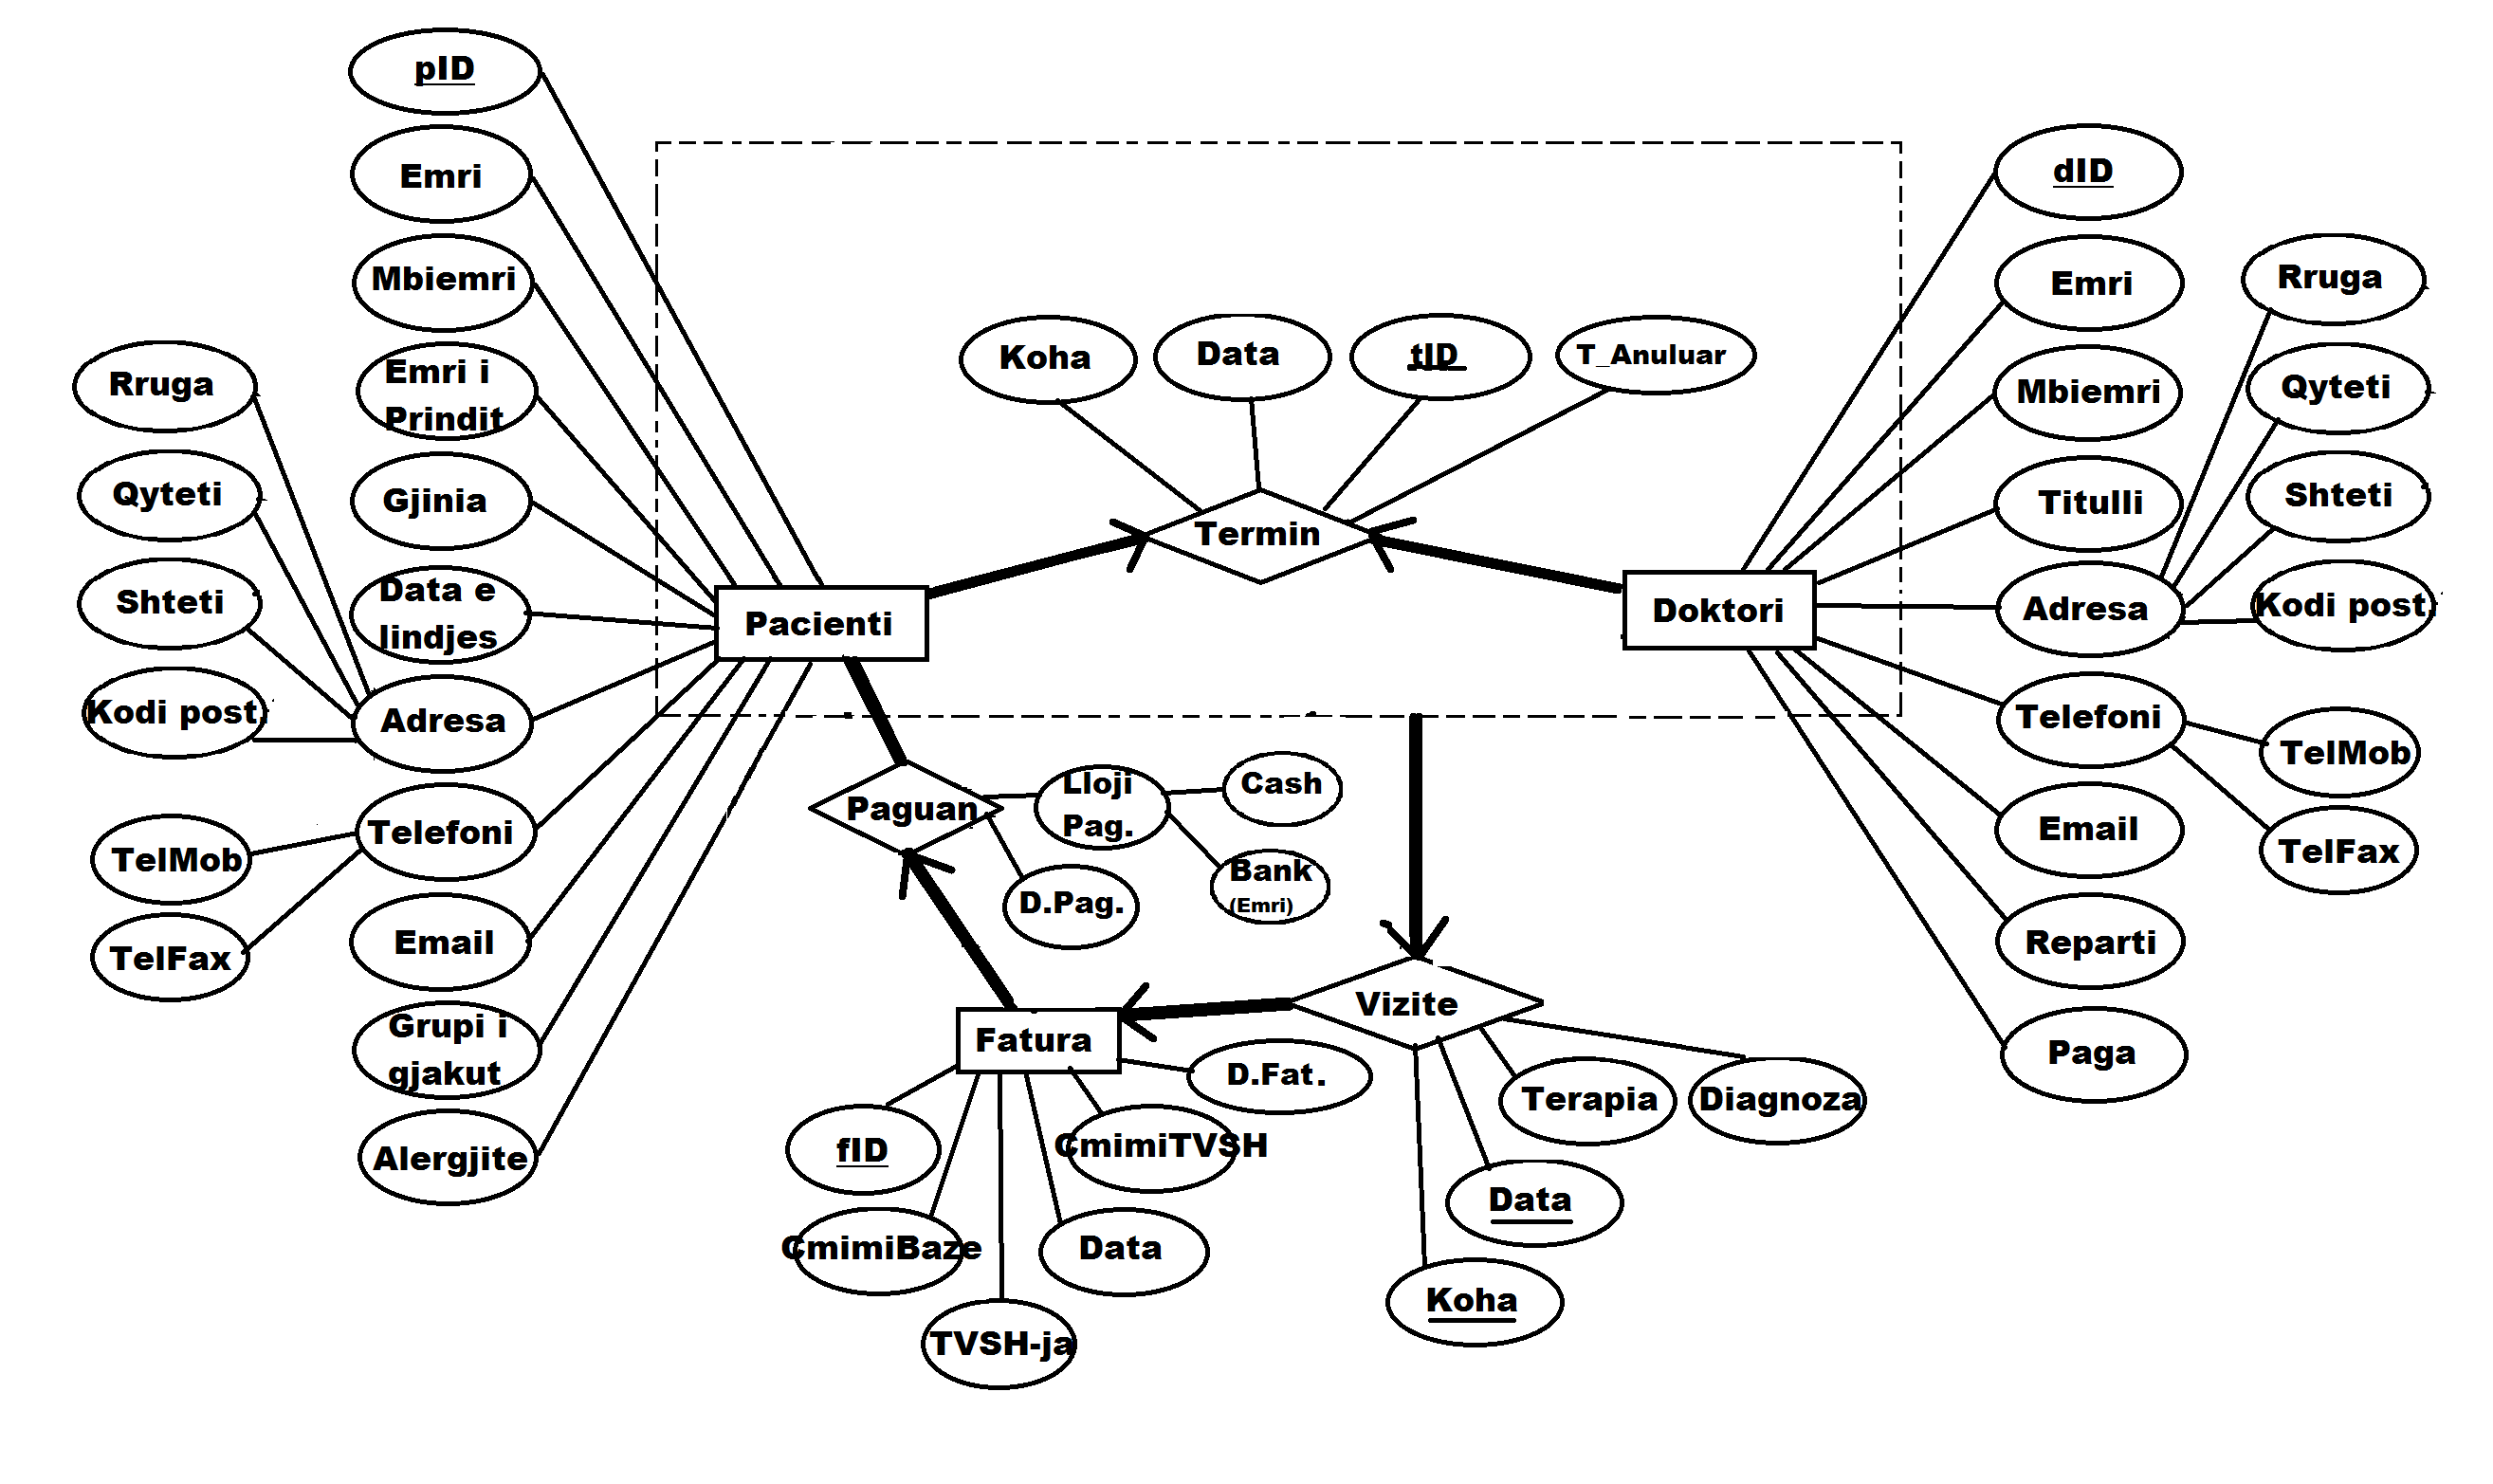 pID
Emri
Mbiemri
Emri i
Prindit
Gjinia
Data e
lindjes
Adresa
Rruga
Qyteti
Shteti
Kodi post.
Telefoni
TelMob
TelFax
Email
Grupi i
gjakut
Alergjite
Pacienti
Koha
Data
tID
T_Anuluar
Termin
Doktori
dID
Emri
Mbiemri
Titulli
Adresa
Rruga
Qyteti
Shteti
Kodi post.
Telefoni
TelMob
TelFax
Email
Reparti
Paga
Paguan
Lloji
Pag.
Cash
Bank
(Emri)
D.Pag.
Vizite
Terapia
Diagnoza
Data
Koha
Fatura
D.Fat.
fID
CmimiTVSH
CmimiBaze
Data
TVSH-ja